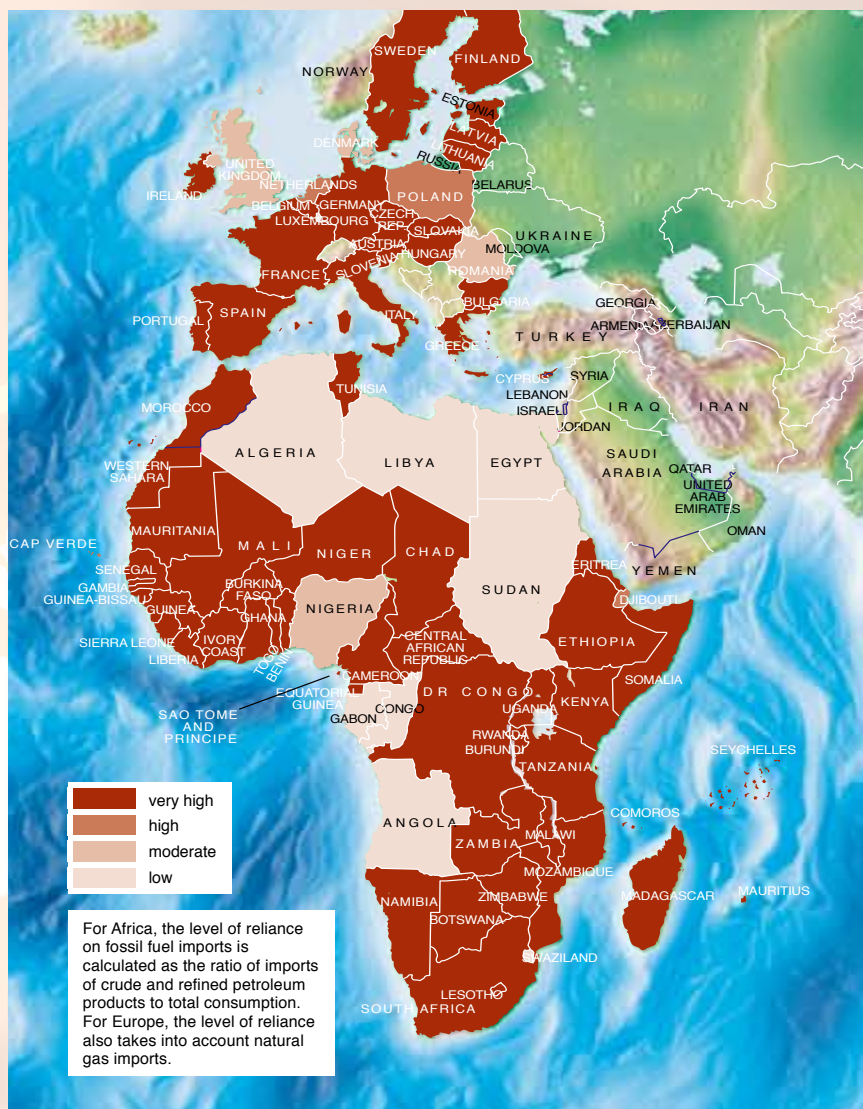 SWEDEN
FINLAND
NORWAY
ESTONIA
LATVIA
LITHUANIA
DENMARK
RUSSIA
UNITED
KINGDOM
IRELAND
NETHERLANDS
BELARUS
POLAND
BELGIUM
GERMANY
LUXEMBOURG
CZECH
REP.
SLOVAKIA
UKRAINE
MOLDOVA
AUSTRIA
HUNGARY
SLOVENIA
FRANCE
ROMANIA
BULGARIA
GEORGIA
ARMENIA
AZERBAIJAN
SPAIN
PORTUGAL
ITALY
TURKEY
GREECE
CYPRUS
SYRIA
TUNISIA
LEBANON
ISRAEL
IRAQ
IRAN
MOROCCO
JORDAN
ALGERIA
LIBYA
EGYPT
SAUDI
ARABIA
QATAR
UNITED
ARAB
EMIRATES
WESTERN
SAHARA
OMAN
MAURITANIA
CAP VERDE
MALI
NIGER
CHAD
ERITREA
YEMEN
SENEGAL
GAMBIA
GUINEA-BISSAU
GUINEA
BURKINA
FASO
NIGERIA
SUDAN
DJIBOUTI
GHANA
SIERRA LEONE
LIBERIA
IVORY
COAST
TOGO
BENIN
CENTRAL
AFRICAN
REPUBLIC
ETHIOPIA
CAMEROON
SOMALIA
EQUATORIAL
GUINEA
DR CONGO
UGANDA
KENYA
SAO TOME
AND
PRINCIPE
GABON
CONGO
RWANDA
BURUNDI
TANZANIA
SEYCHELLES
very high
high
moderate
low
ANGOLA
COMOROS
ZAMBIA
MALAWI
MOZAMBIQUE
MADAGASCAR
MAURITIUS
NAMIBIA
ZIMBABWE
BOTSWANA
SWAZILAND
LESOTHO
SOUTH AFRICA
For Africa, the level of reliance
on fossil fuel imports is
calculated as the ratio of imports
of crude and refined petroleum
products to total consumption.
For Europe, the level of reliance
also takes into account natural
gas imports.